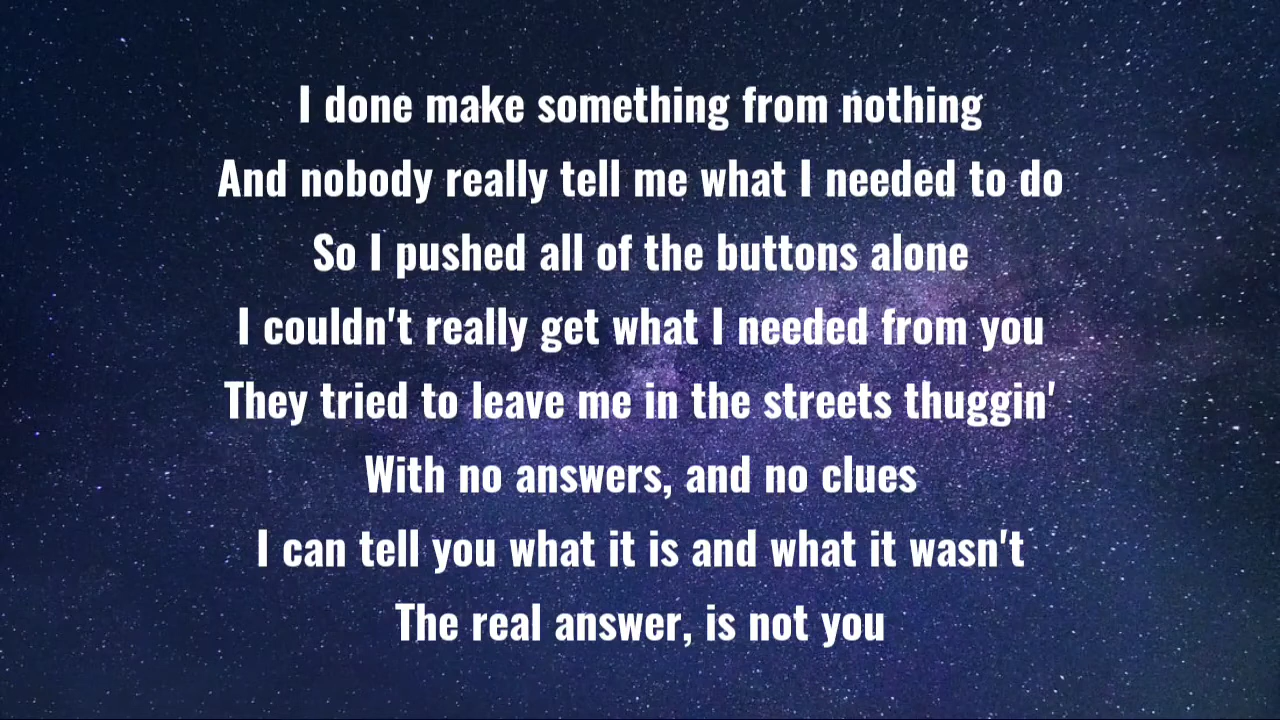 I done make something from nothing
And nobody really tell me what I needed to do
So I pushed all of the buttons alone
I couldn't really get what I needed from you
They tried to leave me in the streets thuggin'
With no answers, and no clues
I can tell you what it is and what it wasn't
The real answer, is not you